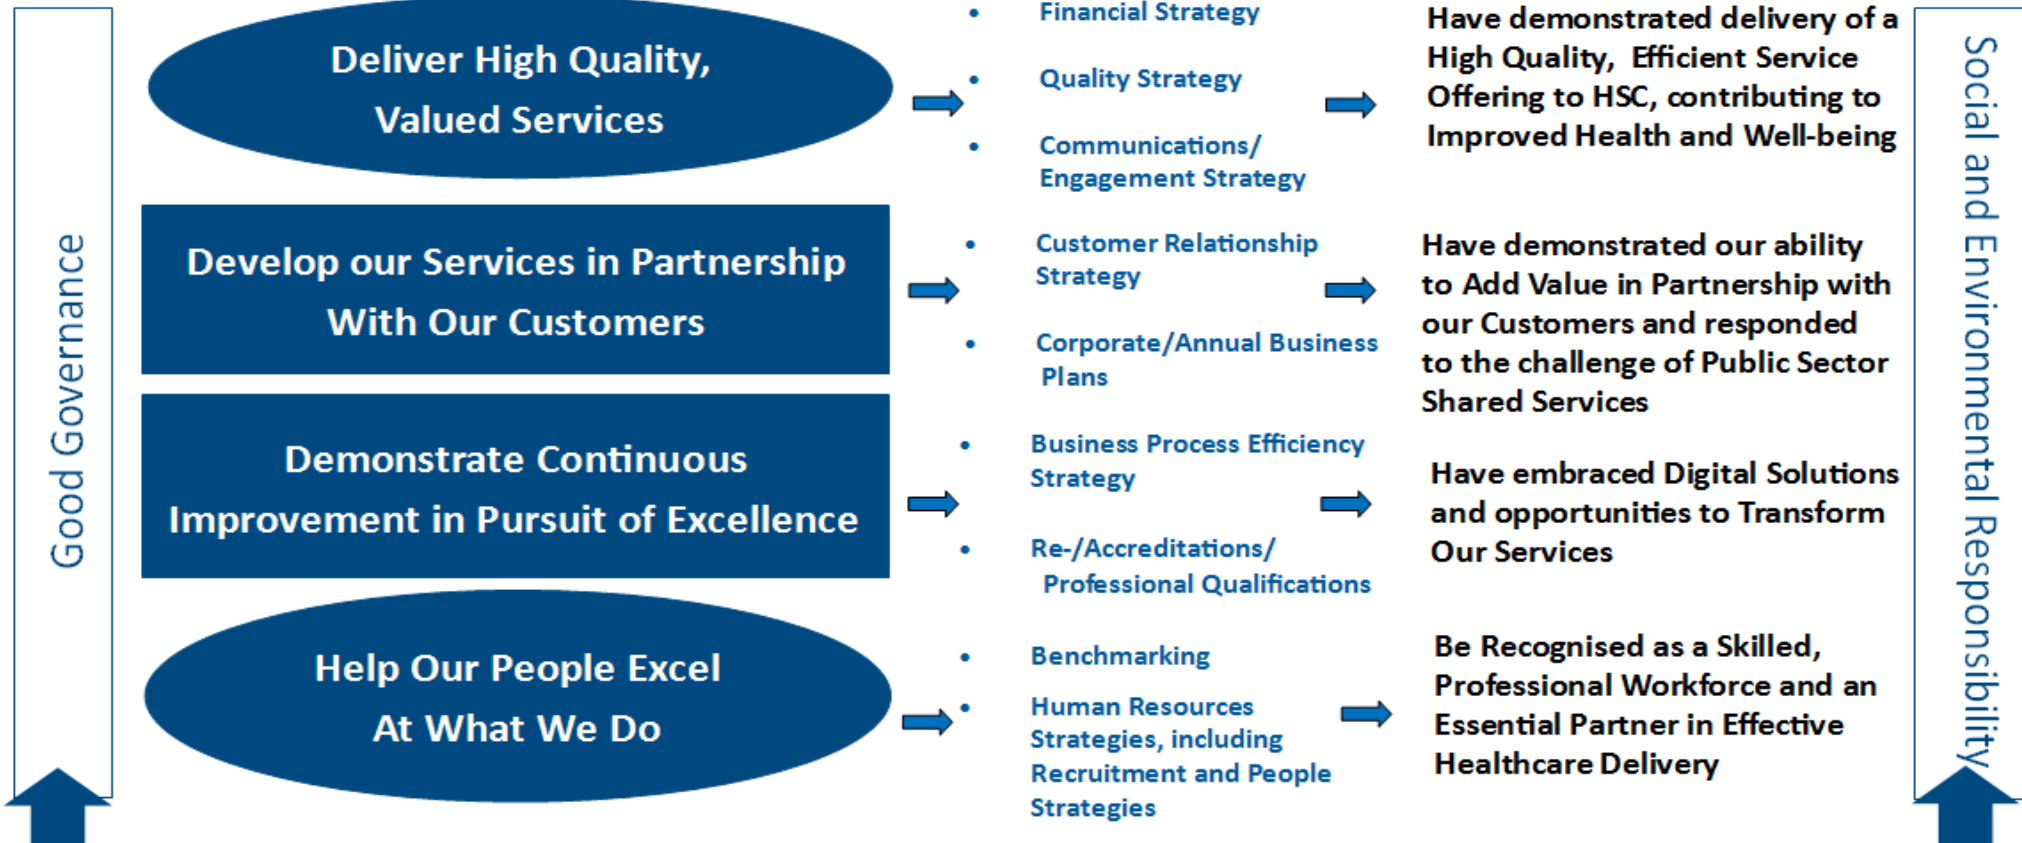 Good Governance
Deliver High Quality,
Valued Services
• Financial Strategy
• Quality Strategy
• Communications/
Engagement Strategy
Have demonstrated delivery of a
High Quality, Efficient Service
Offering to HSC, contributing to
Improved Health and Well-being
Develop our Services in Partnership
With Our Customers
• Customer Relationship
Strategy
• Corporate/Annual Business
Plans
Have demonstrated our ability
to Add Value in Partnership with
our Customers and responded
to the challenge of Public Sector
Shared Services
Demonstrate Continuous
Improvement in Pursuit of Excellence
• Business Process Efficiency
Strategy
• Re-/Accreditations/
Professional Qualifications
Have embraced Digital Solutions
and opportunities to Transform
Our Services
Help Our People Excel
At What We Do
• Benchmarking
• Human Resources
Strategies, including
Recruitment and People
Strategies
Be Recognised as a Skilled,
Professional Workforce and an
Essential Partner in Effective
Healthcare Delivery
Social and Environmental Responsibility